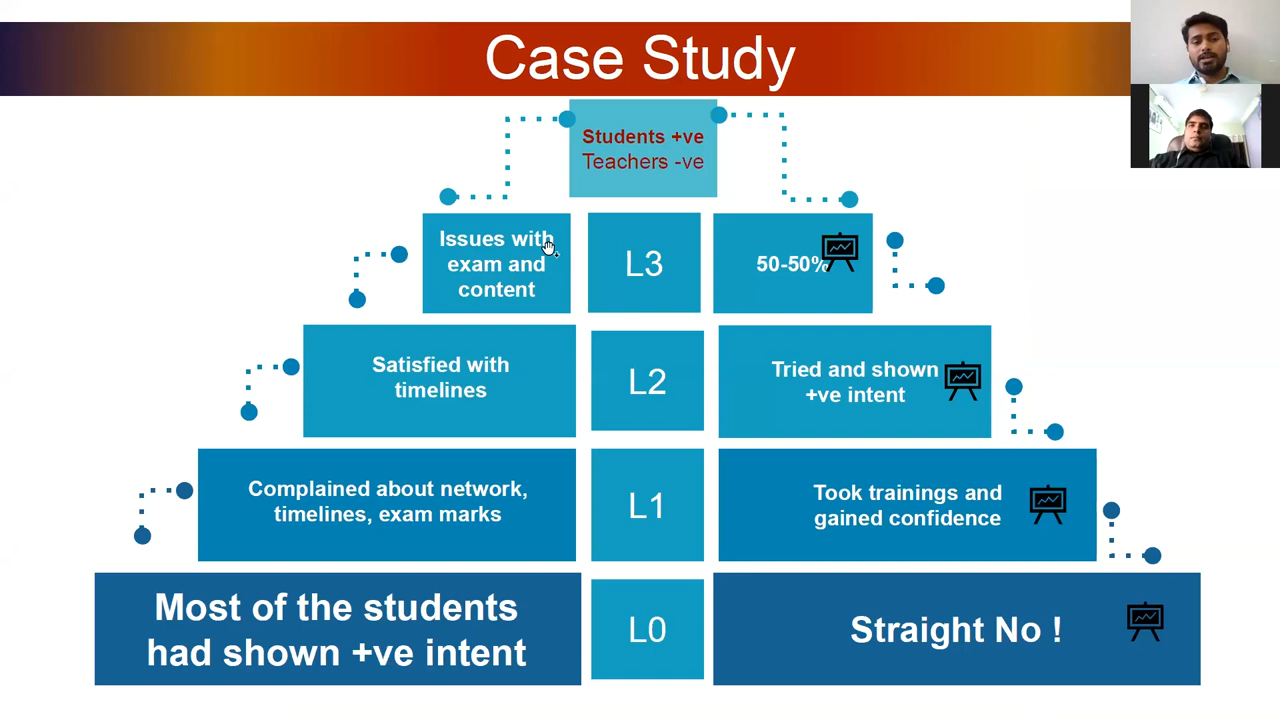 Case Study
Students +ve
Teachers -ve
Issues with
exam and
content
L3
50-50%
Satisfied with
timelines
L2
Tried and shown
+ve intent
Complained about network,
timelines, exam marks
L1
Took trainings and
gained confidence
Most of the students
had shown +ve intent
L0
Straight No !